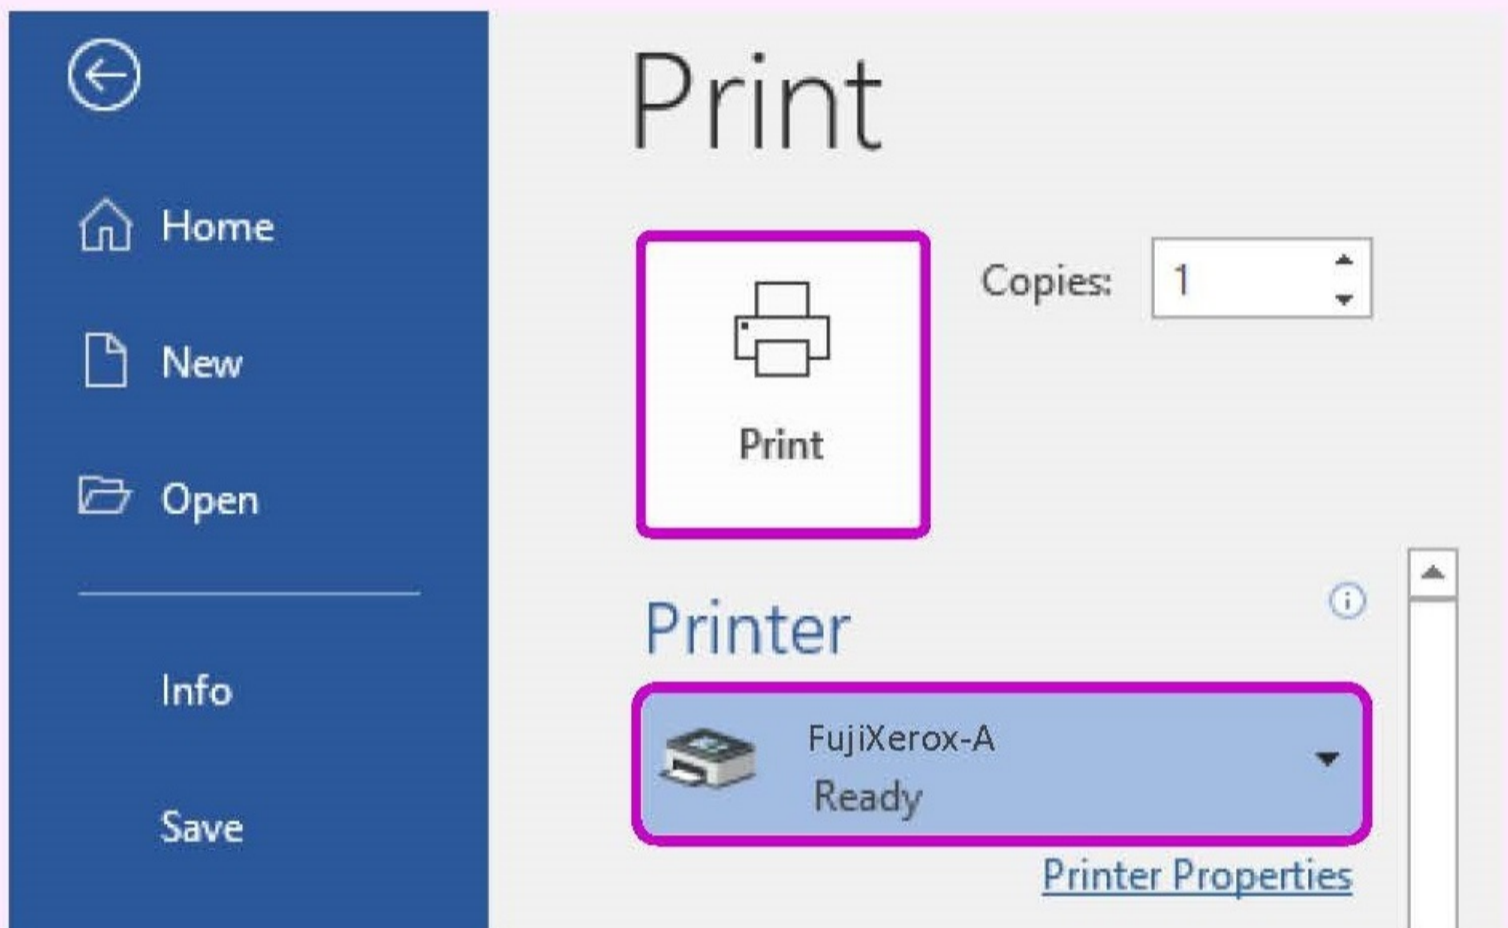 Home
New
Open
Info
Save
Print
Print
Copies: 1
Printer
FujiXerox-A
Ready
Printer Properties